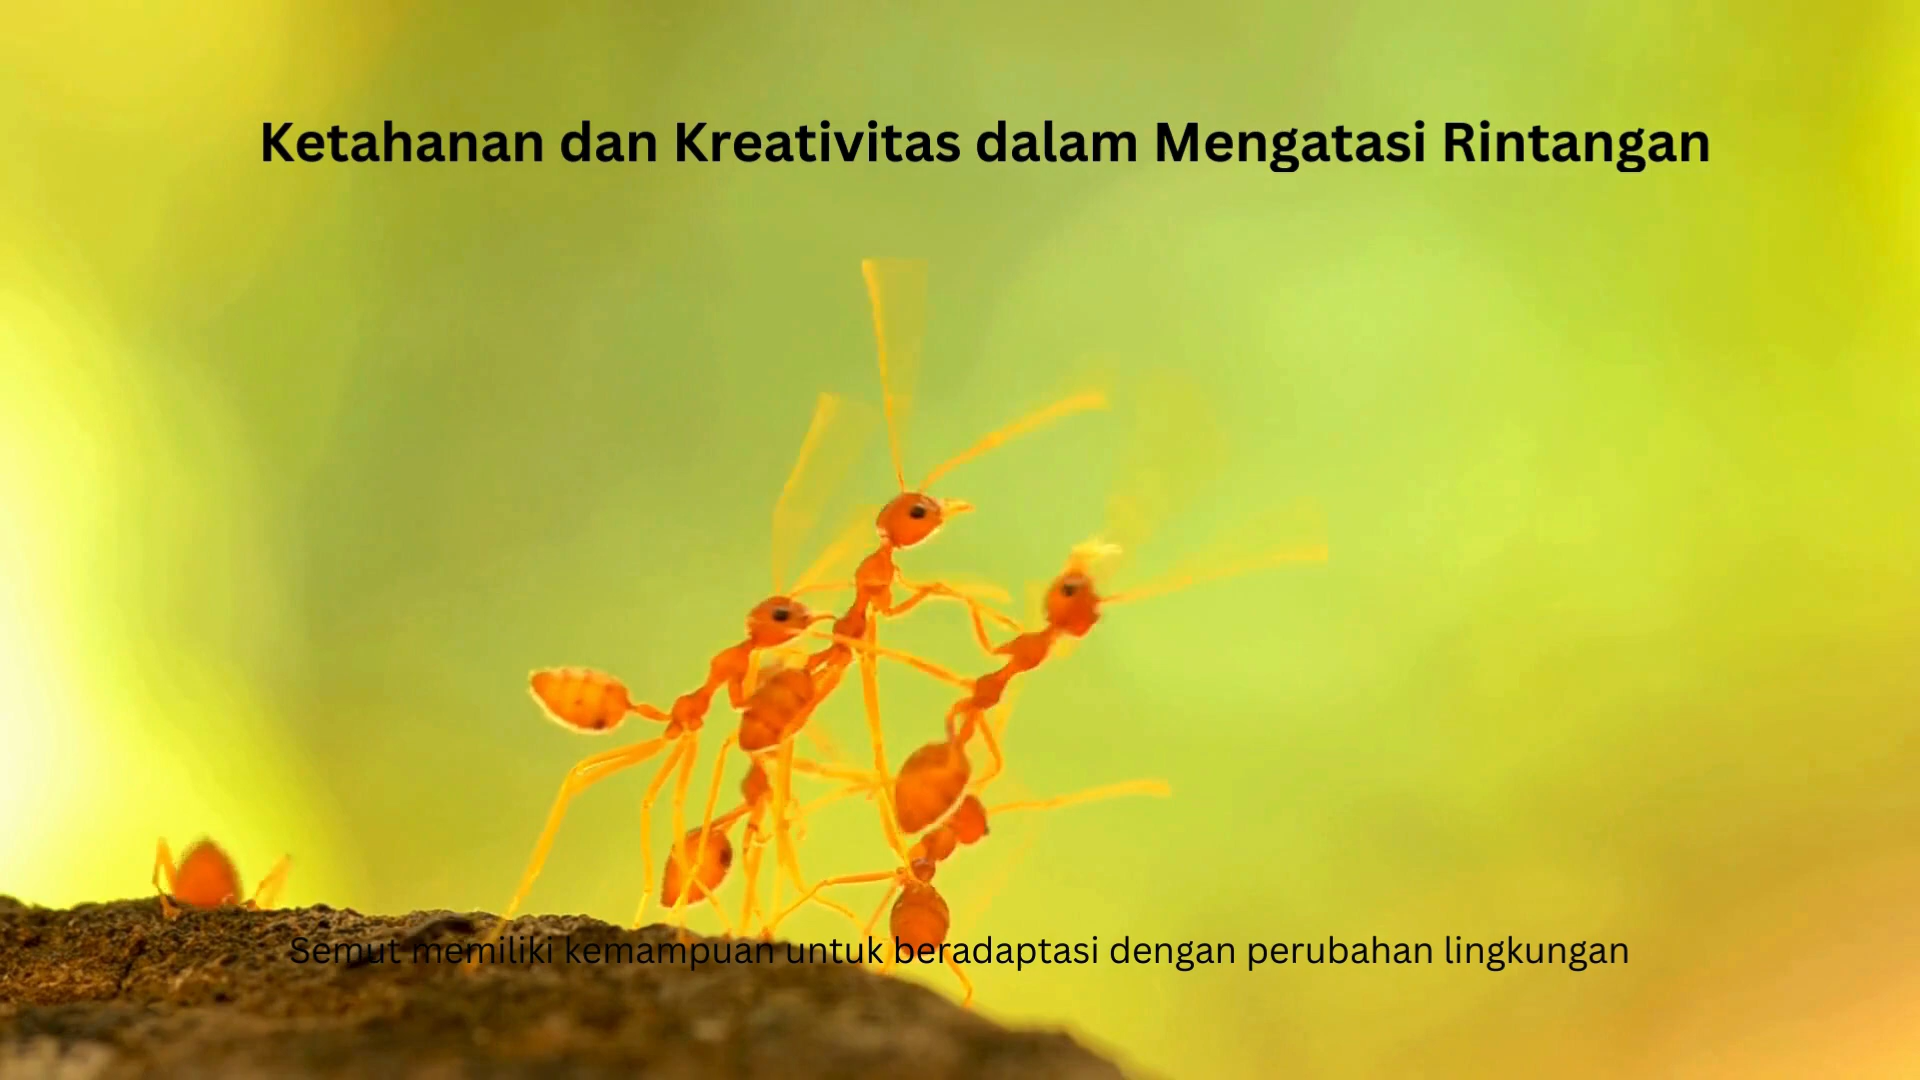 Ketahanan dan Kreativitas dalam Mengatasi Rintangan
Semut memiliki kemampuan untuk beradaptasi dengan perubahan lingkungan